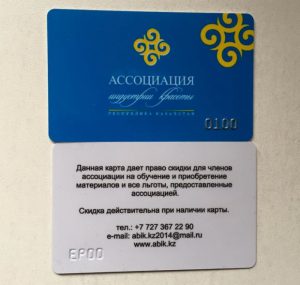 АССОЦИАЦИЯ
индустрии красоты
РЕСПУБЛИКА КАЗАХСТАН
0100
Данная карта дает право скидки для членов
ассоциации на обучение и приобретение
материалов и все льготы, предоставленные
ассоциацией.
Скидка действительна при наличии карты.
тел.: +7 727 367 22 90
e-mail: abik.kz2014@mail.ru
www.abik.kz